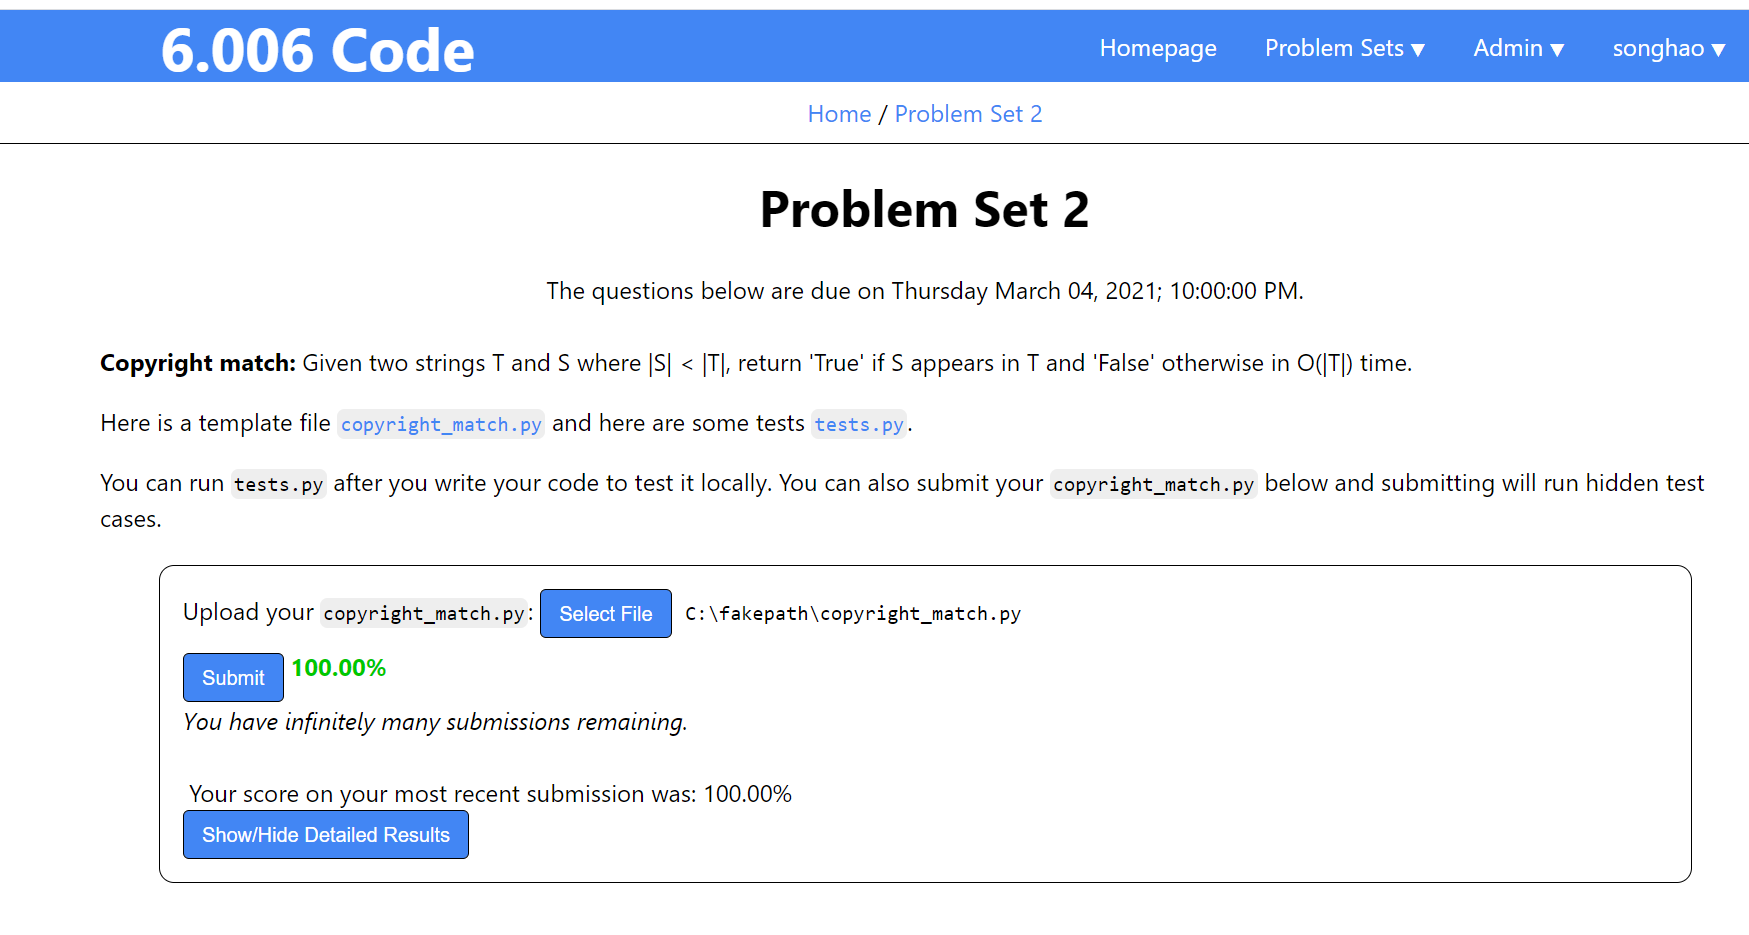 6.006 Code
Homepage Problem Sets ▼ Admin ▼ songhao ▼
Home / Problem Set 2
Problem Set 2
The questions below are due on Thursday March 04, 2021; 10:00:00 PM.
Copyright match: Given two strings T and S where |S| < |T|, return 'True' if S appears in T and 'False' otherwise in O(|T|) time.
Here is a template file copyright_match.py and here are some tests tests.py.
You can run tests.py after you write your code to test it locally. You can also submit your copyright_match.py below and submitting will run hidden test
cases.
Upload your copyright_match.py: Select File C:\fakepath\copyright_match.py
Submit 100.00%
You have infinitely many submissions remaining.
Your score on your most recent submission was: 100.00%
Show/Hide Detailed Results